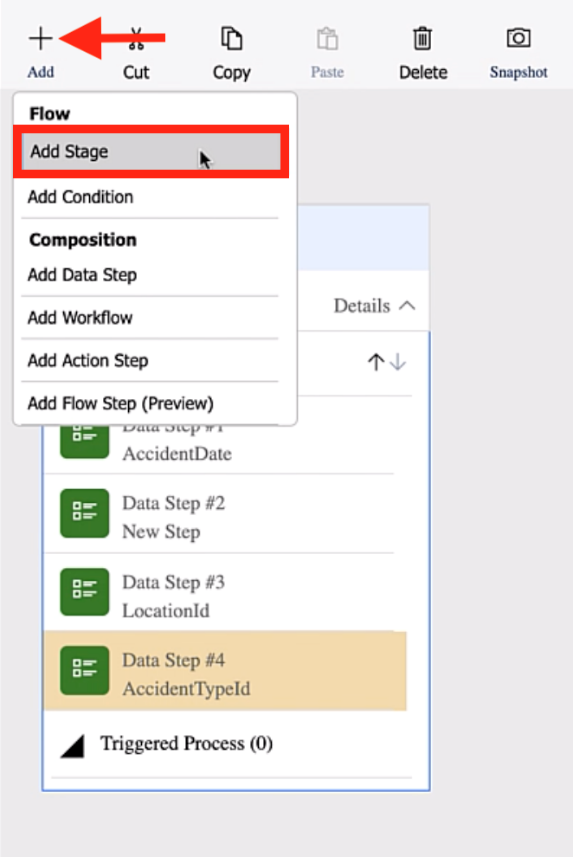 Add Cut Copy Paste Delete Snapshot
Flow
Add Stage
Add Condition
Composition
Add Data Step
Details
Add Workflow
Add Action Step
Add Flow Step (Preview)
Data Step #1
AccidentDate
Data Step #2
New Step
Data Step #3
LocationId
Data Step #4
AccidentTypeId
Triggered Process (0)